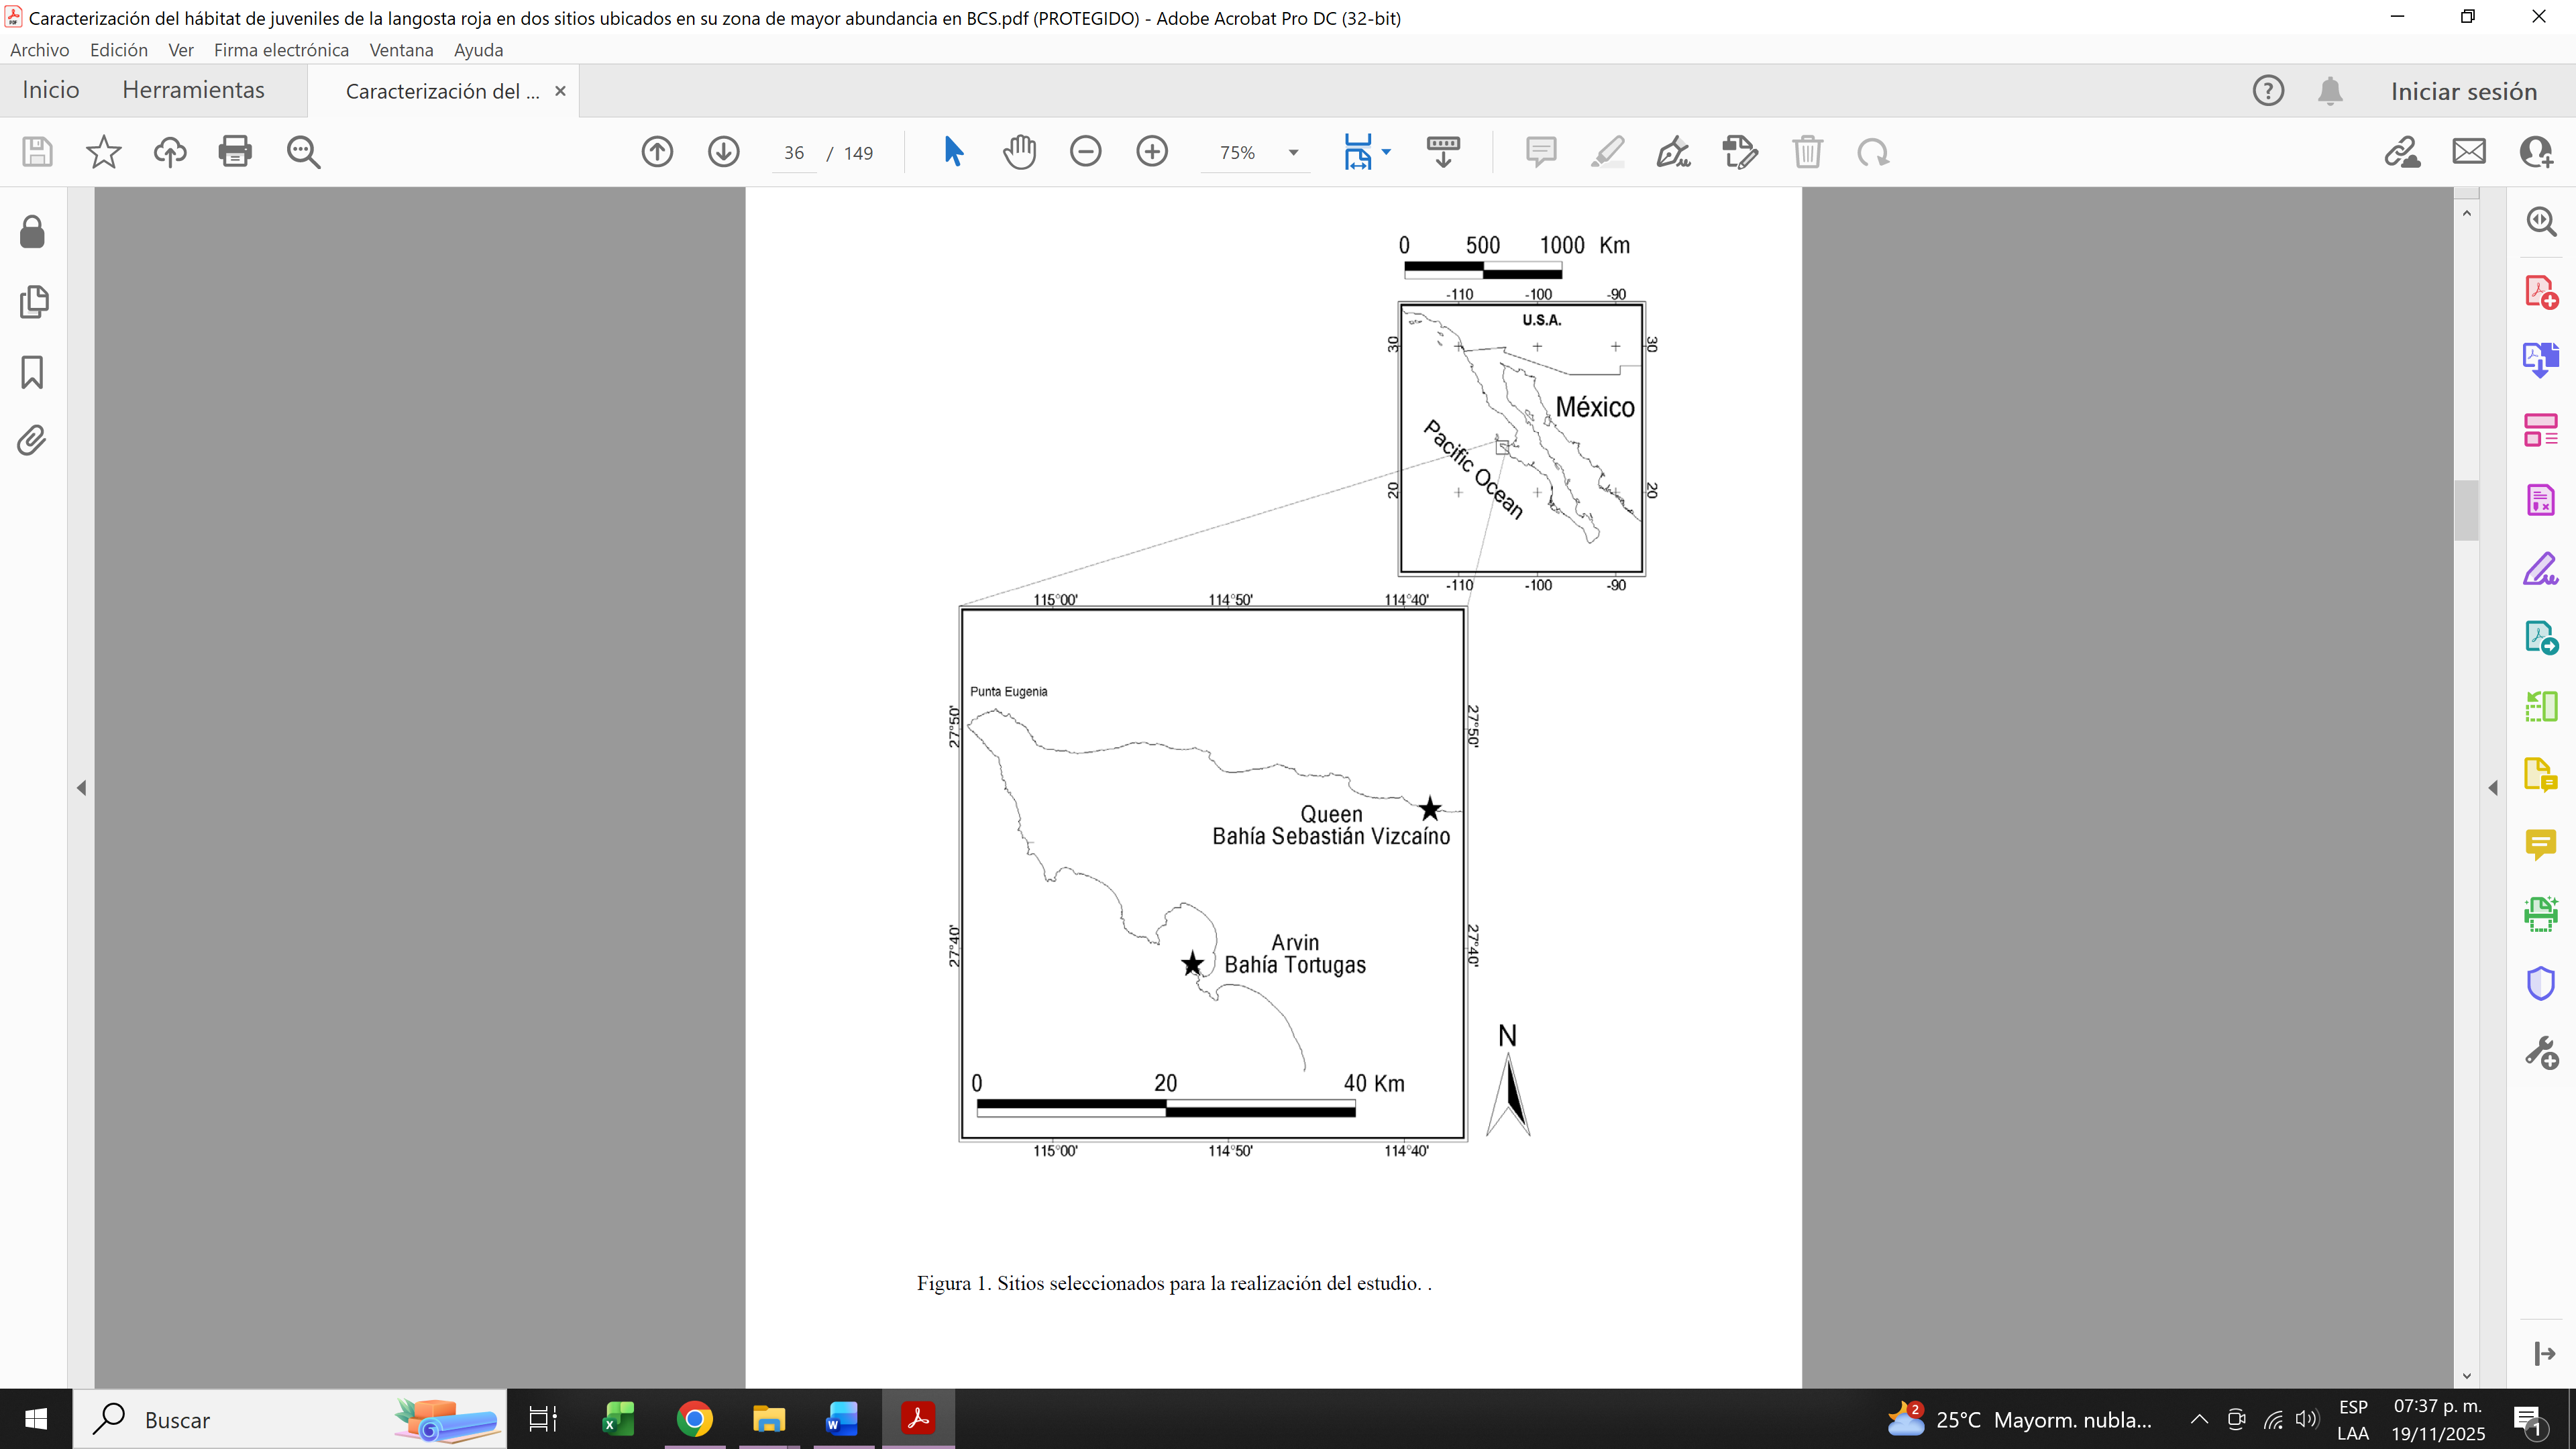 Caracterización del hábitat de juveniles de la langosta roja en dos sitios ubicados en su zona de mayor abundancia en BCS.pdf (PROTEGIDO) - Adobe Acrobat Pro DC (32-bit)
Archivo Edición Ver Firma electrónica Ventana Ayuda
Inicio Herramientas Caracterización del ... × Iniciar sesión
36 / 149 75%
0 500 1000 Km
-110 -100 -90
U.S.A.
30 30
México
Pacific Ocean
20 20
-110 -100 -90
115°00' 114°50' 114°40'
Punta Eugenia
27°50' 27°50'
Queen
Bahía Sebastián Vizcaíno
27°40' 27°40'
Arvin
Bahía Tortugas
N
0 20 40 Km
115°00' 114°50' 114°40'
Figura 1. Sitios seleccionados para la realización del estudio. .
Buscar
2
25°C Mayorm. nubla...
ESP
LAA
07:37 p. m.
19/11/2025
1